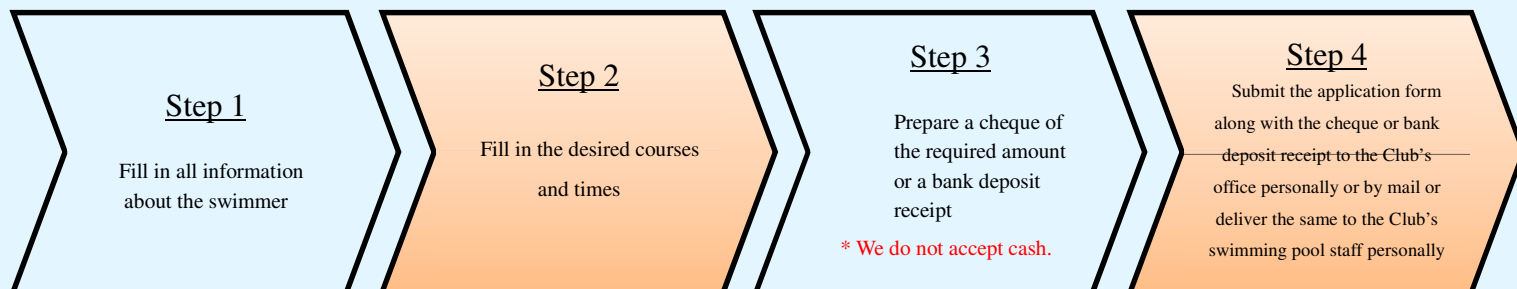 Step 1
Fill in all information
about the swimmer
Step 2
Fill in the desired courses
and times
Step 3
Prepare a cheque of
the required amount
or a bank deposit
receipt
* We do not accept cash.
Step 4
Submit the application form
along with the cheque or bank
deposit receipt to the Club's
office personally or by mail or
deliver the same to the Club's
swimming pool staff personally